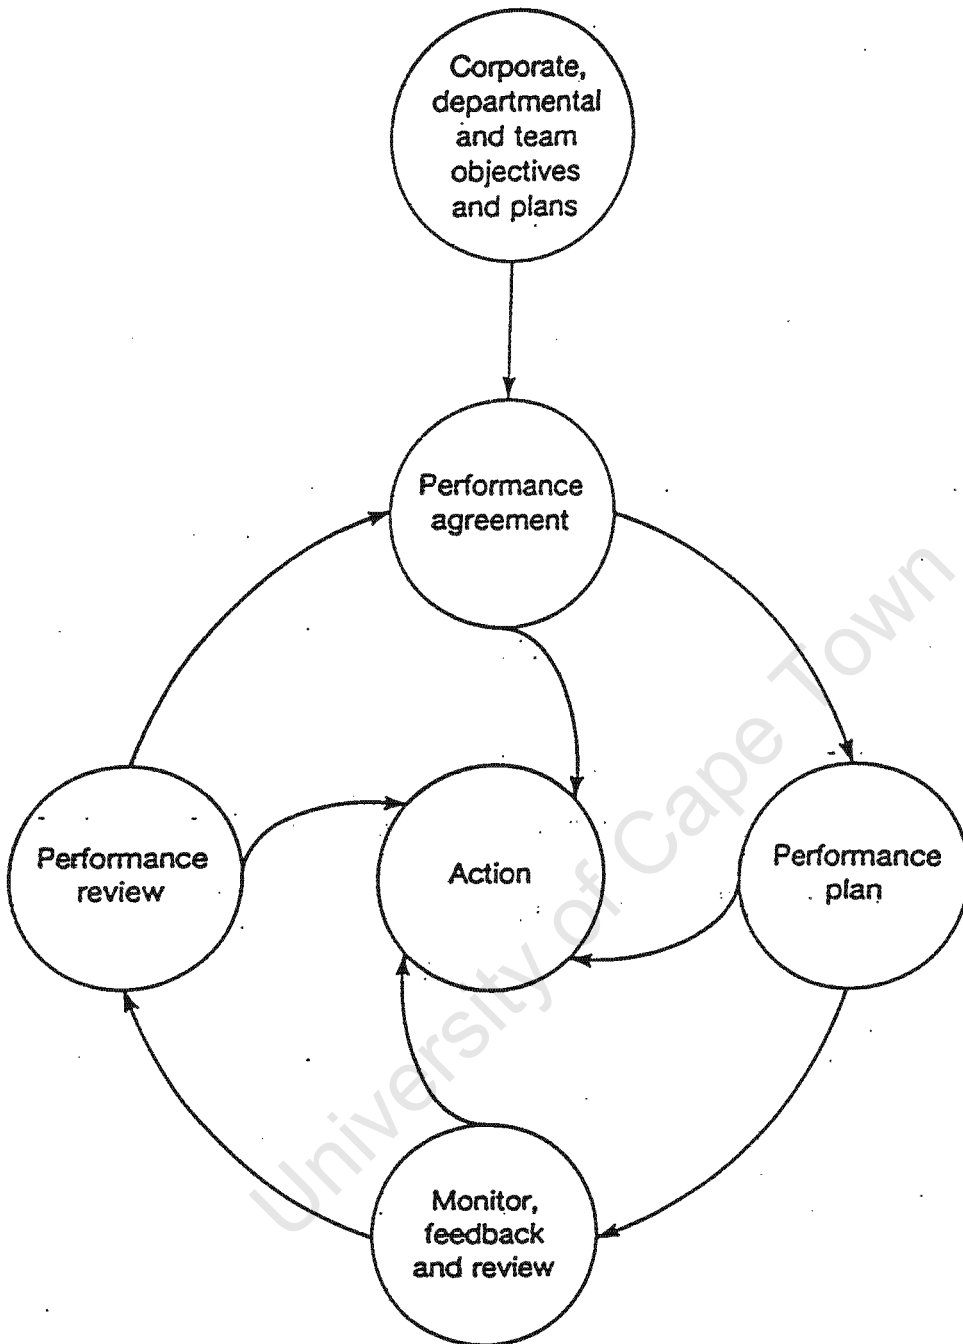 Corporate,
departmental
and team
objectives
and plans
Performance
agreement
Performance
review
Action
Performance
plan
Monitor,
feedback
and review
University of Cape Town